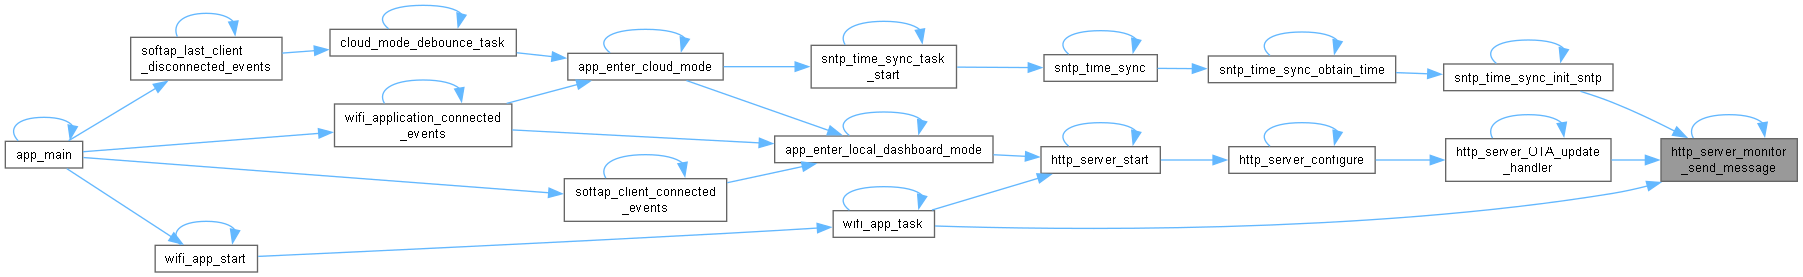 softap_last_client
_disconnected_events
cloud_mode_debounce_task
app_enter_cloud_mode
sntp_time_sync_task
_start
sntp_time_sync
sntp_time_sync_obtain_time
sntp_time_sync_init_sntp
wifi_application_connected
_events
app_main
app_enter_local_dashboard_mode
http_server_start
http_server_configure
http_server_OTA_update
_handler
http_server_monitor
_send_message
softap_client_connected
_events
wifi_app_task
wifi_app_start